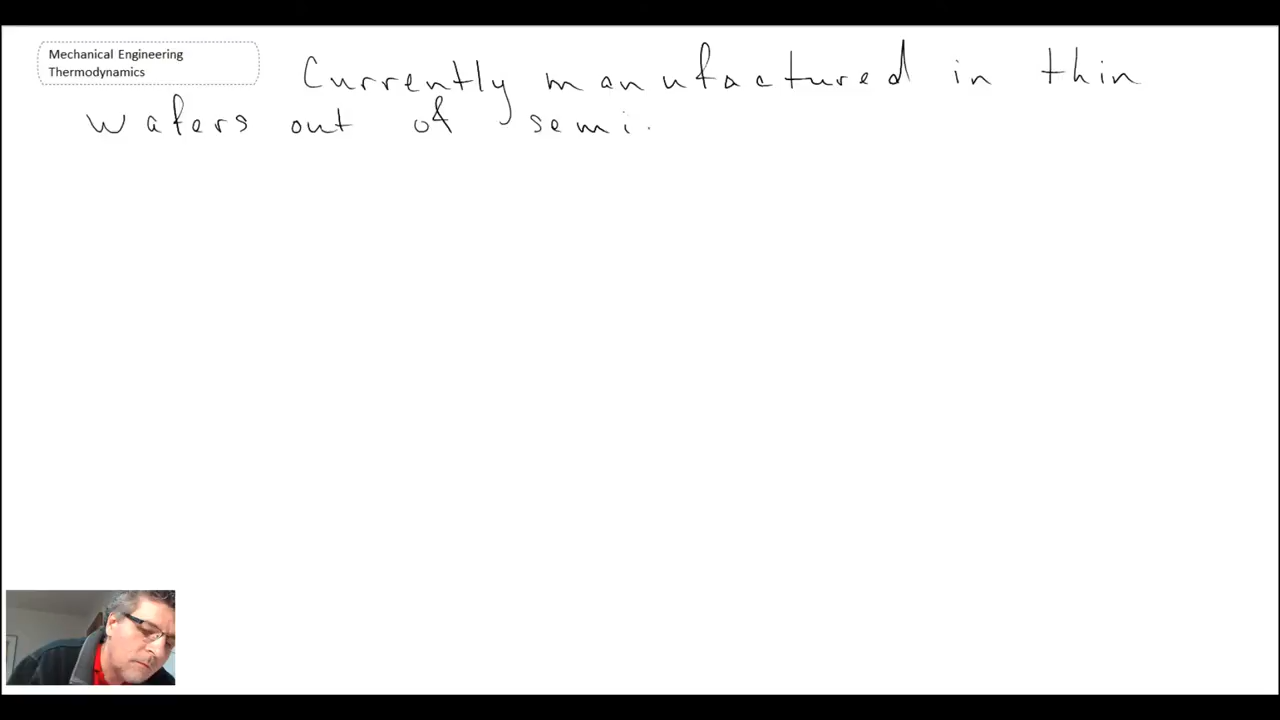 Mechanical Engineering
Thermodynamics
Currently manufactured in thin
wafers out of semi.